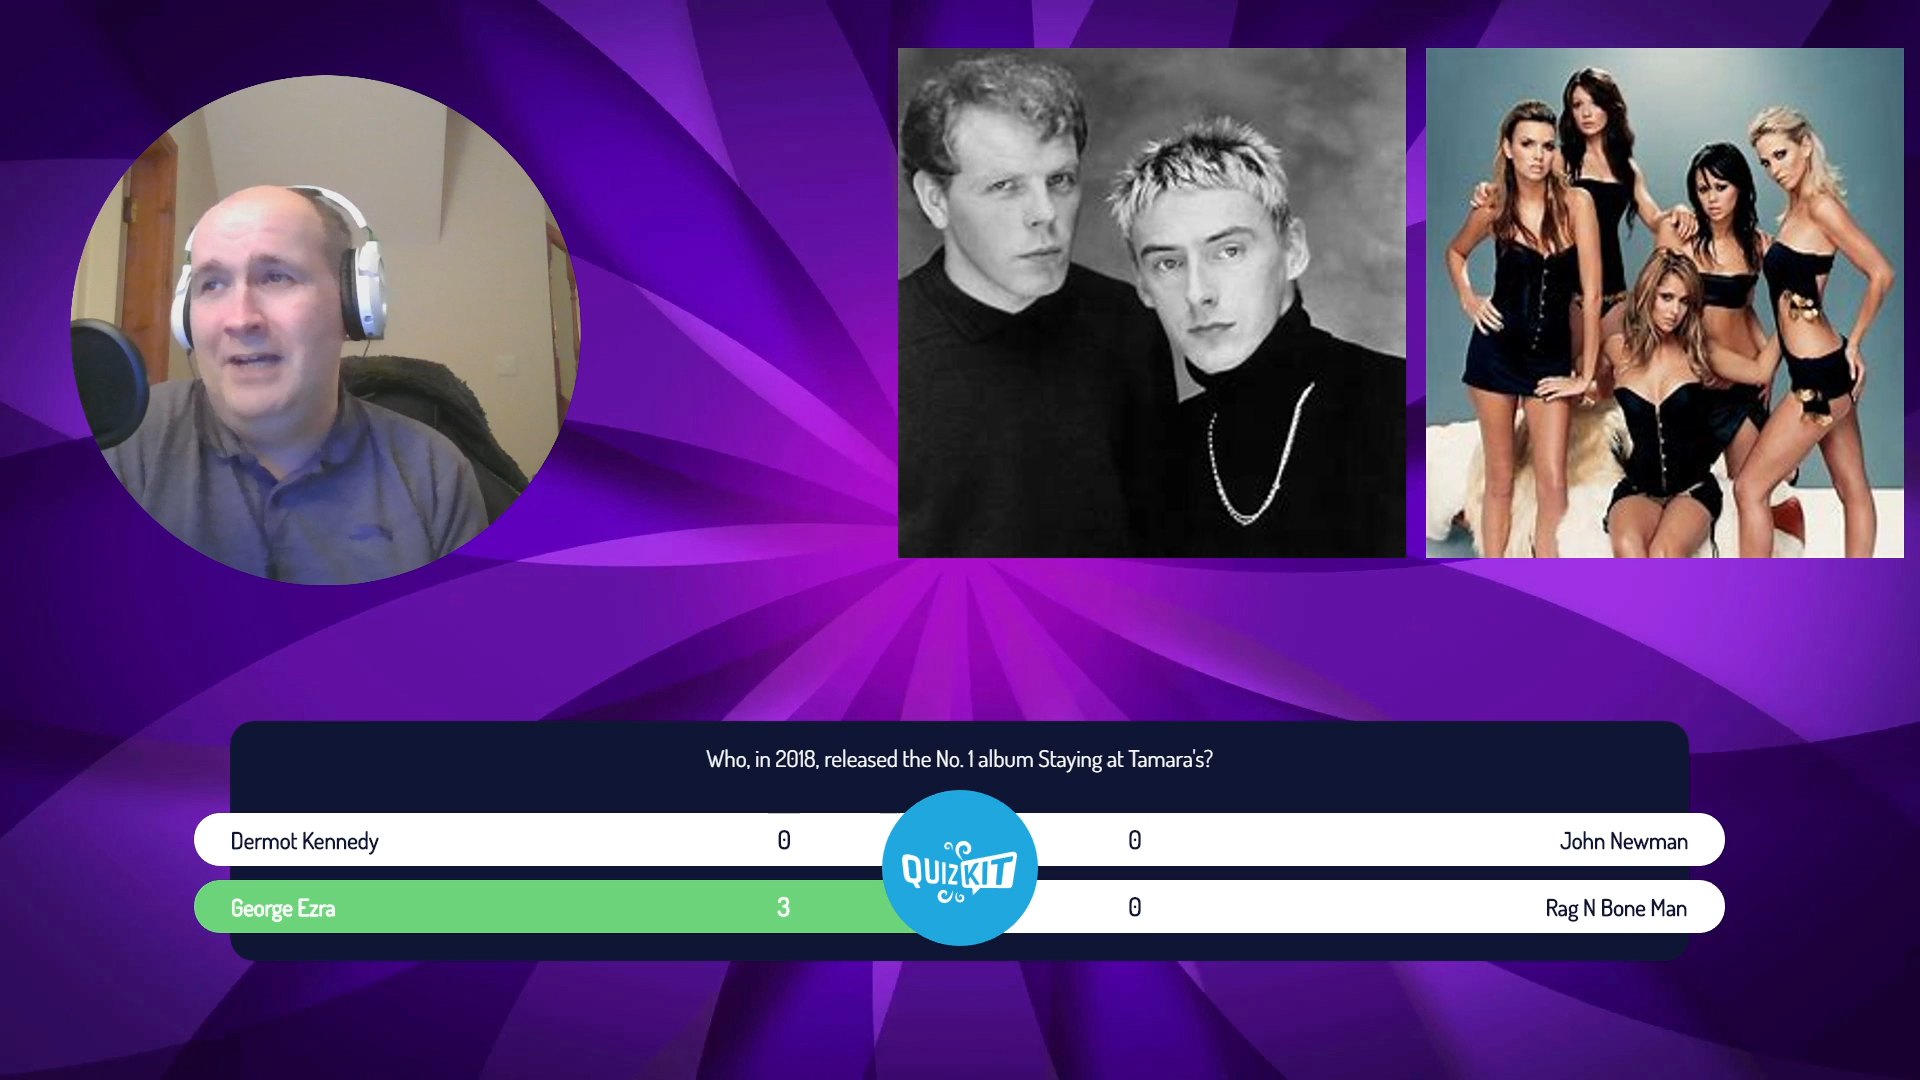 Who, in 2018, released the No. 1 album Staying at Tamara's?
Dermot Kennedy 0
0 John Newman
George Ezra 3
0 Rag N Bone Man
QUIZKIT